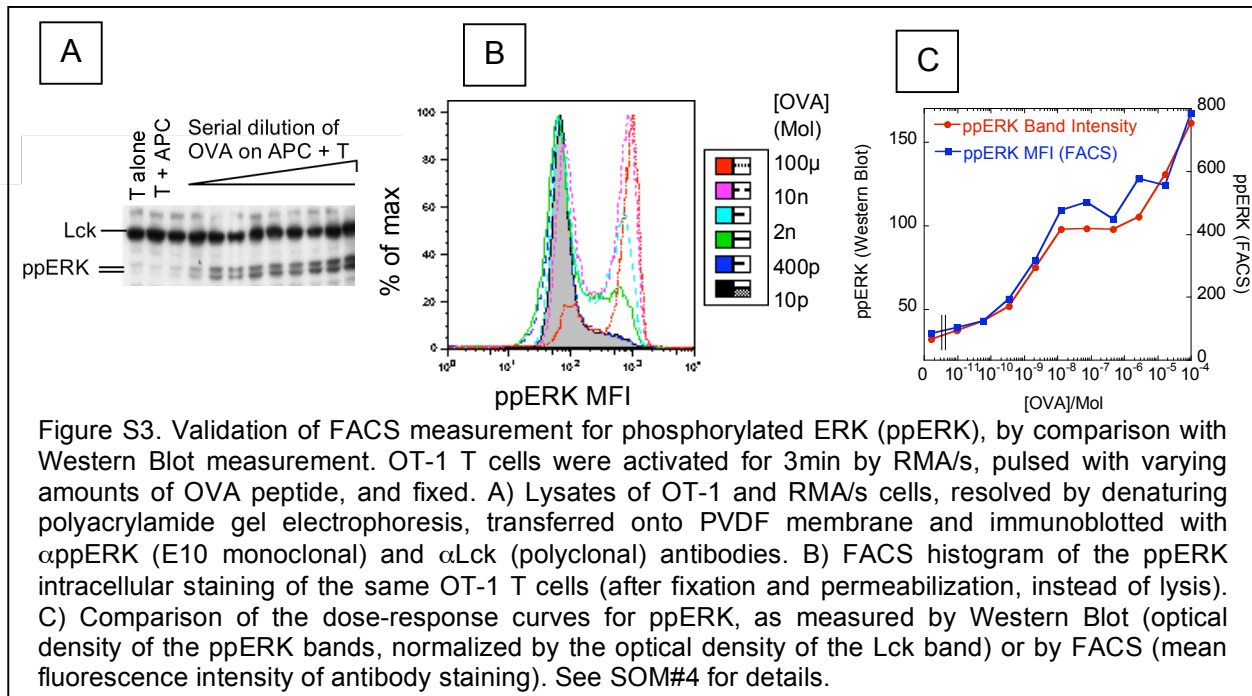 A
T alone
T + APC
Serial dilution of
OVA on APC + T
Lck
ppERK
B
% of max
100
80
60
40
20
0
10⁰
10¹
10²
10³
10⁴
ppERK MFI
[OVA]
(Mol)
100µ
10n
2n
400p
10p
C
ppERK Band Intensity
ppERK MFI (FACS)
ppERK (Western Blot)
150
100
50
800
600
400
200
0
ppERK (FACS)
0 10⁻¹¹ 10⁻¹⁰ 10⁻⁹ 10⁻⁸ 10⁻⁷ 10⁻⁶ 10⁻⁵ 10⁻⁴
[OVA]/Mol
Figure S3. Validation of FACS measurement for phosphorylated ERK (ppERK), by comparison with
Western Blot measurement. OT-1 T cells were activated for 3min by RMA/s, pulsed with varying
amounts of OVA peptide, and fixed. A) Lysates of OT-1 and RMA/s cells, resolved by denaturing
polyacrylamide gel electrophoresis, transferred onto PVDF membrane and immunoblotted with
αppERK (E10 monoclonal) and αLck (polyclonal) antibodies. B) FACS histogram of the ppERK
intracellular staining of the same OT-1 T cells (after fixation and permeabilization, instead of lysis).
C) Comparison of the dose-response curves for ppERK, as measured by Western Blot (optical
density of the ppERK bands, normalized by the optical density of the Lck band) or by FACS (mean
fluorescence intensity of antibody staining). See SOM#4 for details.